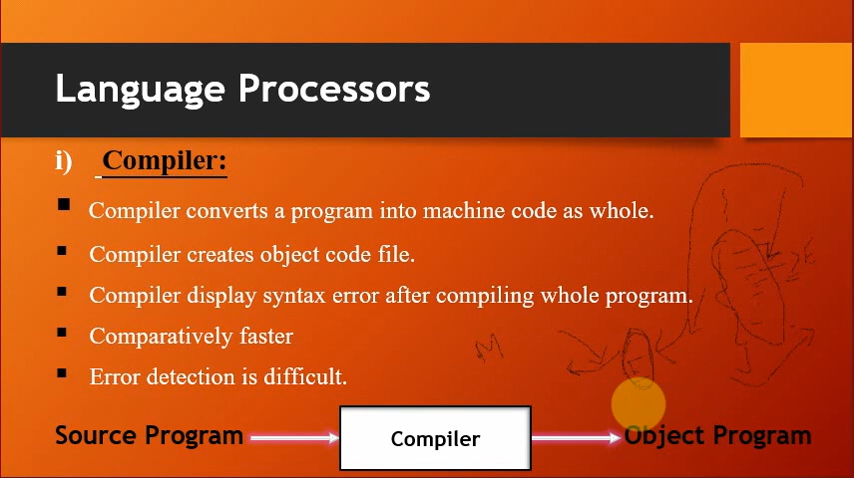 Language Processors
i) Compiler:
▪ Compiler converts a program into machine code as whole.
▪ Compiler creates object code file.
▪ Compiler display syntax error after compiling whole program.
▪ Comparatively faster
▪ Error detection is difficult.
M
Source Program
Compiler
Object Program